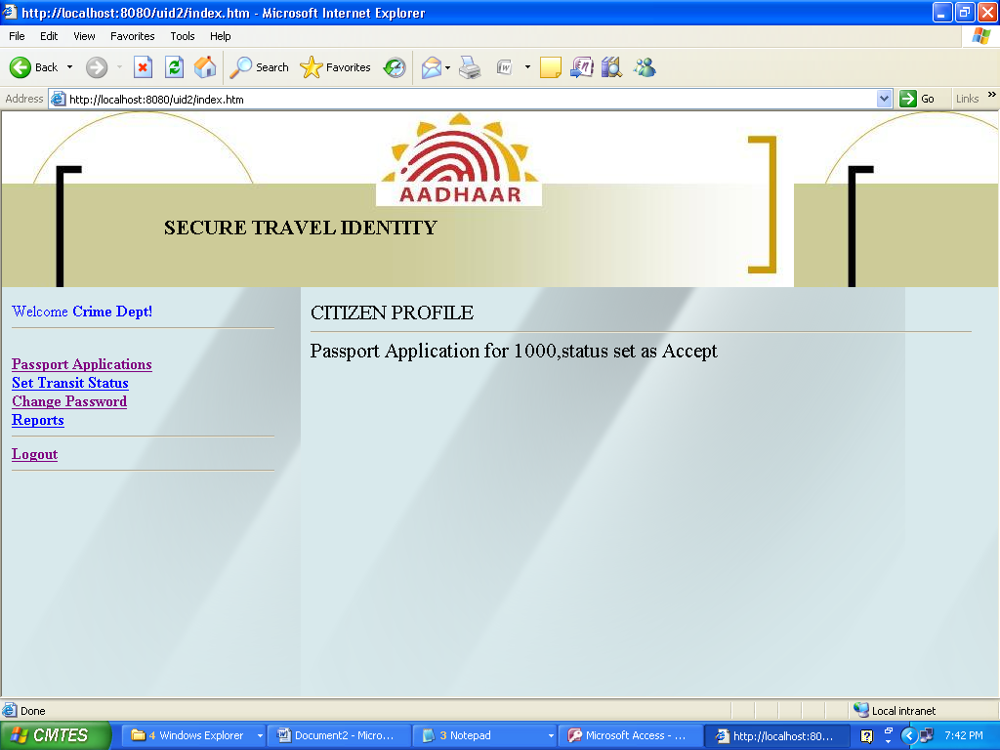 http://localhost:8080/uid2/index.htm - Microsoft Internet Explorer
File Edit View Favorites Tools Help
Back Search Favorites
Address http://localhost:8080/uid2/index.htm Go Links »
AADHAAR
SECURE TRAVEL IDENTITY
Welcome Crime Dept!
Passport Applications
Set Transit Status
Change Password
Reports
Logout
CITIZEN PROFILE
Passport Application for 1000,status set as Accept
Done Local intranet
CMTES 4 Windows Explorer Document2 - Micro... 3 Notepad Microsoft Access - ... http://localhost:80... 7:42 PM